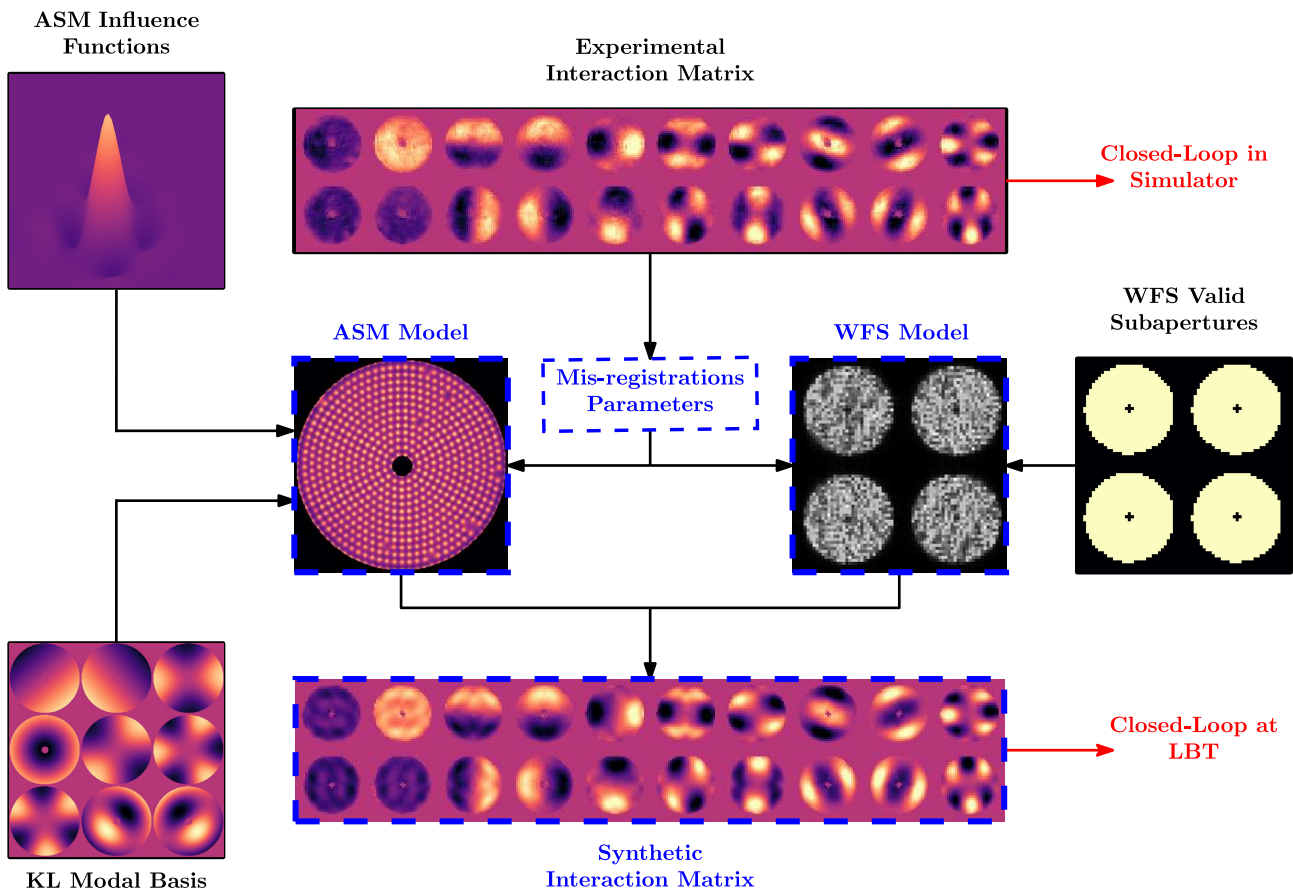 ASM Influence
Functions
Experimental
Interaction Matrix
Closed-Loop in
Simulator
WFS Valid
Subapertures
ASM Model
Mis-registrations
Parameters
WFS Model
KL Modal Basis
Synthetic
Interaction Matrix
Closed-Loop at
LBT